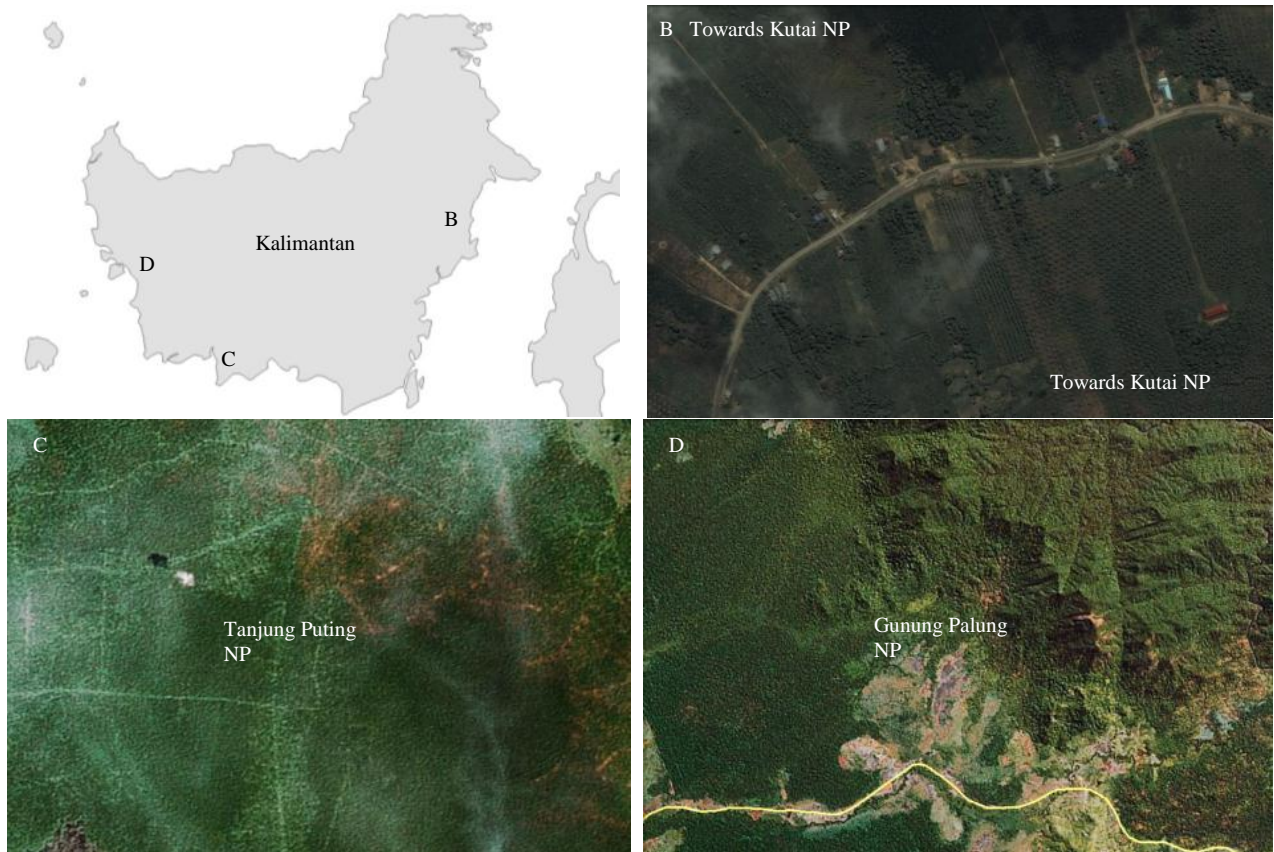 B
Kalimantan
D
C
B Towards Kutai NP
Towards Kutai NP
C
Tanjung Puting
NP
D
Gunung Palung
NP